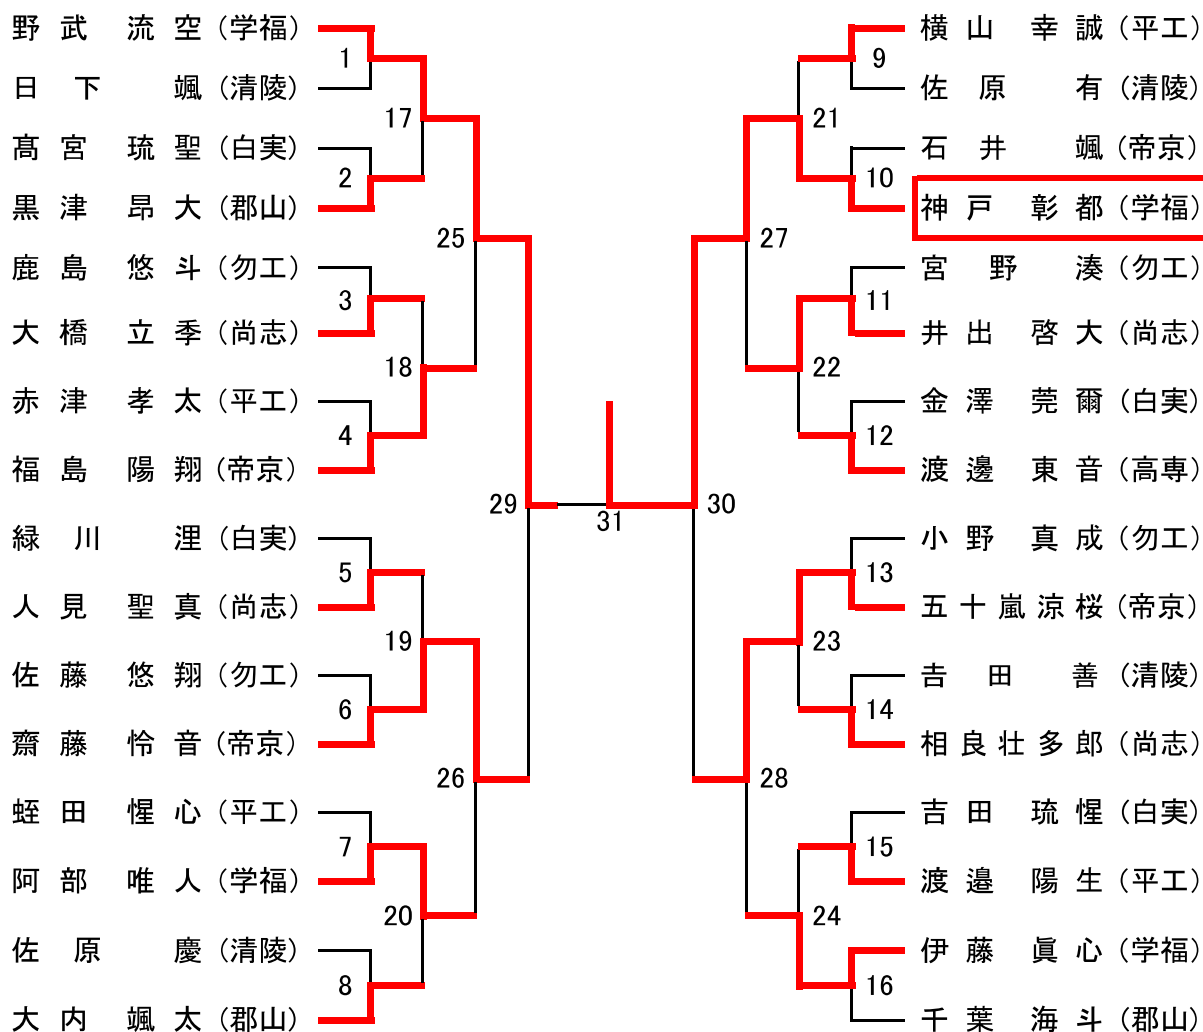 野武 流空(学福)
1
日下 颯(清陵)
17
髙宮 琉聖(白実)
2
黒津 昂大(郡山)
25
鹿島 悠斗(勿工)
3
大橋 立季(尚志)
18
赤津 孝太(平工)
4
福島 陽翔(帝京)
29
緑川 浬(白実)
5
人見 聖真(尚志)
19
佐藤 悠翔(勿工)
6
齋藤 怜音(帝京)
26
蛭田 惺心(平工)
7
阿部 唯人(学福)
20
佐原 慶(清陵)
8
大内 颯太(郡山)
31
横山 幸誠(平工)
9
佐原 有(清陵)
21
石井 颯(帝京)
10
神戸 彰都(学福)
27
宮野 湊(勿工)
11
井出 啓大(尚志)
22
金澤 莞爾(白実)
12
渡邊 東音(高専)
30
小野 真成(勿工)
13
五十嵐涼桜(帝京)
23
𠮷田 善(清陵)
14
相良壮多郎(尚志)
28
吉田 琉惺(白実)
15
渡邉 陽生(平工)
24
伊藤 眞心(学福)
16
千葉 海斗(郡山)